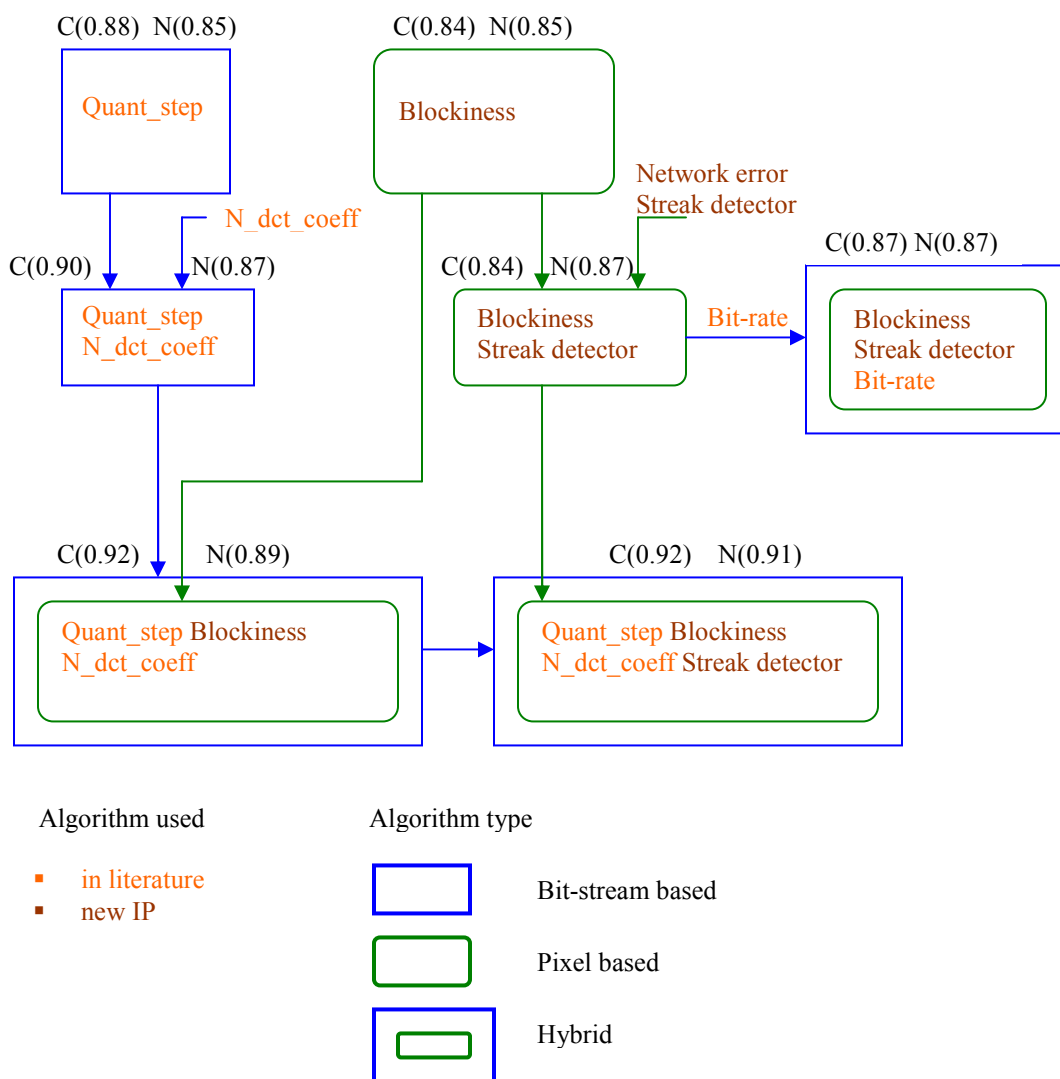 C(0.88) N(0.85)
C(0.84) N(0.85)
Quant_step
Blockiness
Network error
Streak detector
N_dct_coeff
C(0.87) N(0.87)
C(0.90)
N(0.87)
C(0.84)
N(0.87)
Quant_step
N_dct_coeff
Blockiness
Streak detector
Bit-rate
Blockiness
Streak detector
Bit-rate
C(0.92)
N(0.89)
C(0.92)
N(0.91)
Quant_step Blockiness
N_dct_coeff
Quant_step Blockiness
N_dct_coeff Streak detector
Algorithm used
in literature
new IP
Algorithm type
Bit-stream based
Pixel based
Hybrid